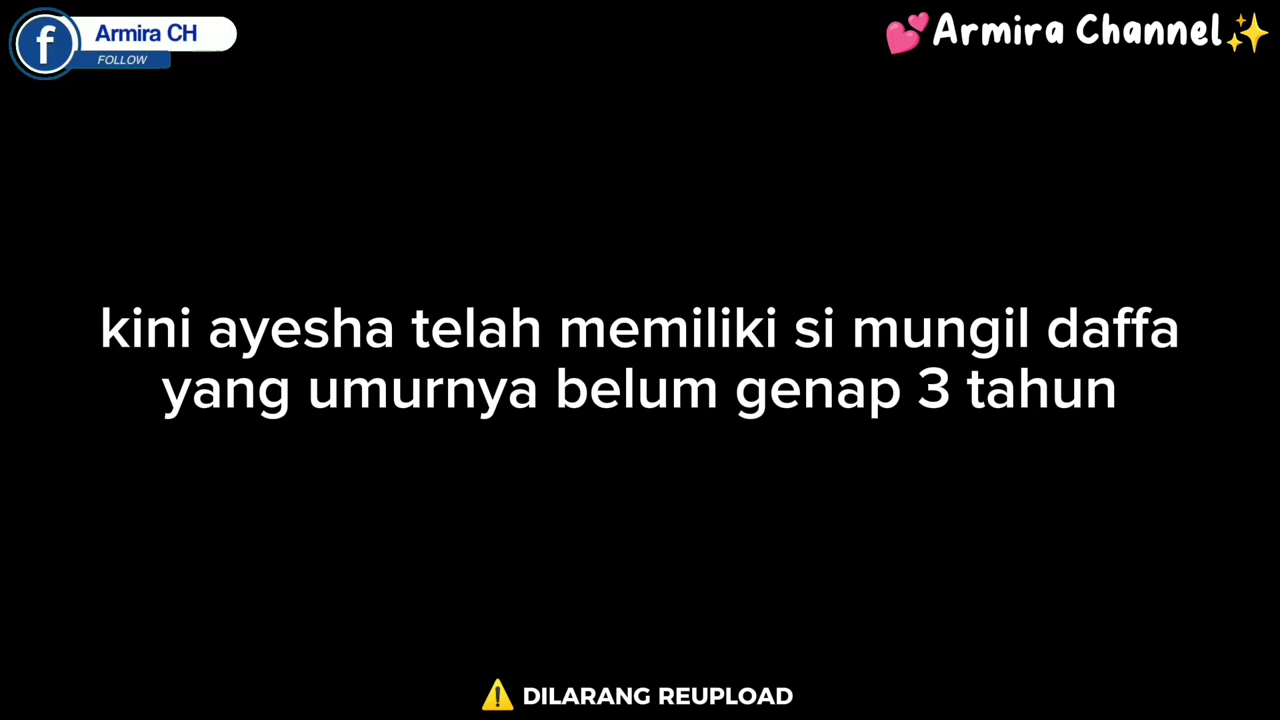 Armira CH
FOLLOW
Armira Channel
kini ayesha telah memiliki si mungil daffa
yang umurnya belum genap 3 tahun
DILARANG REUPLOAD